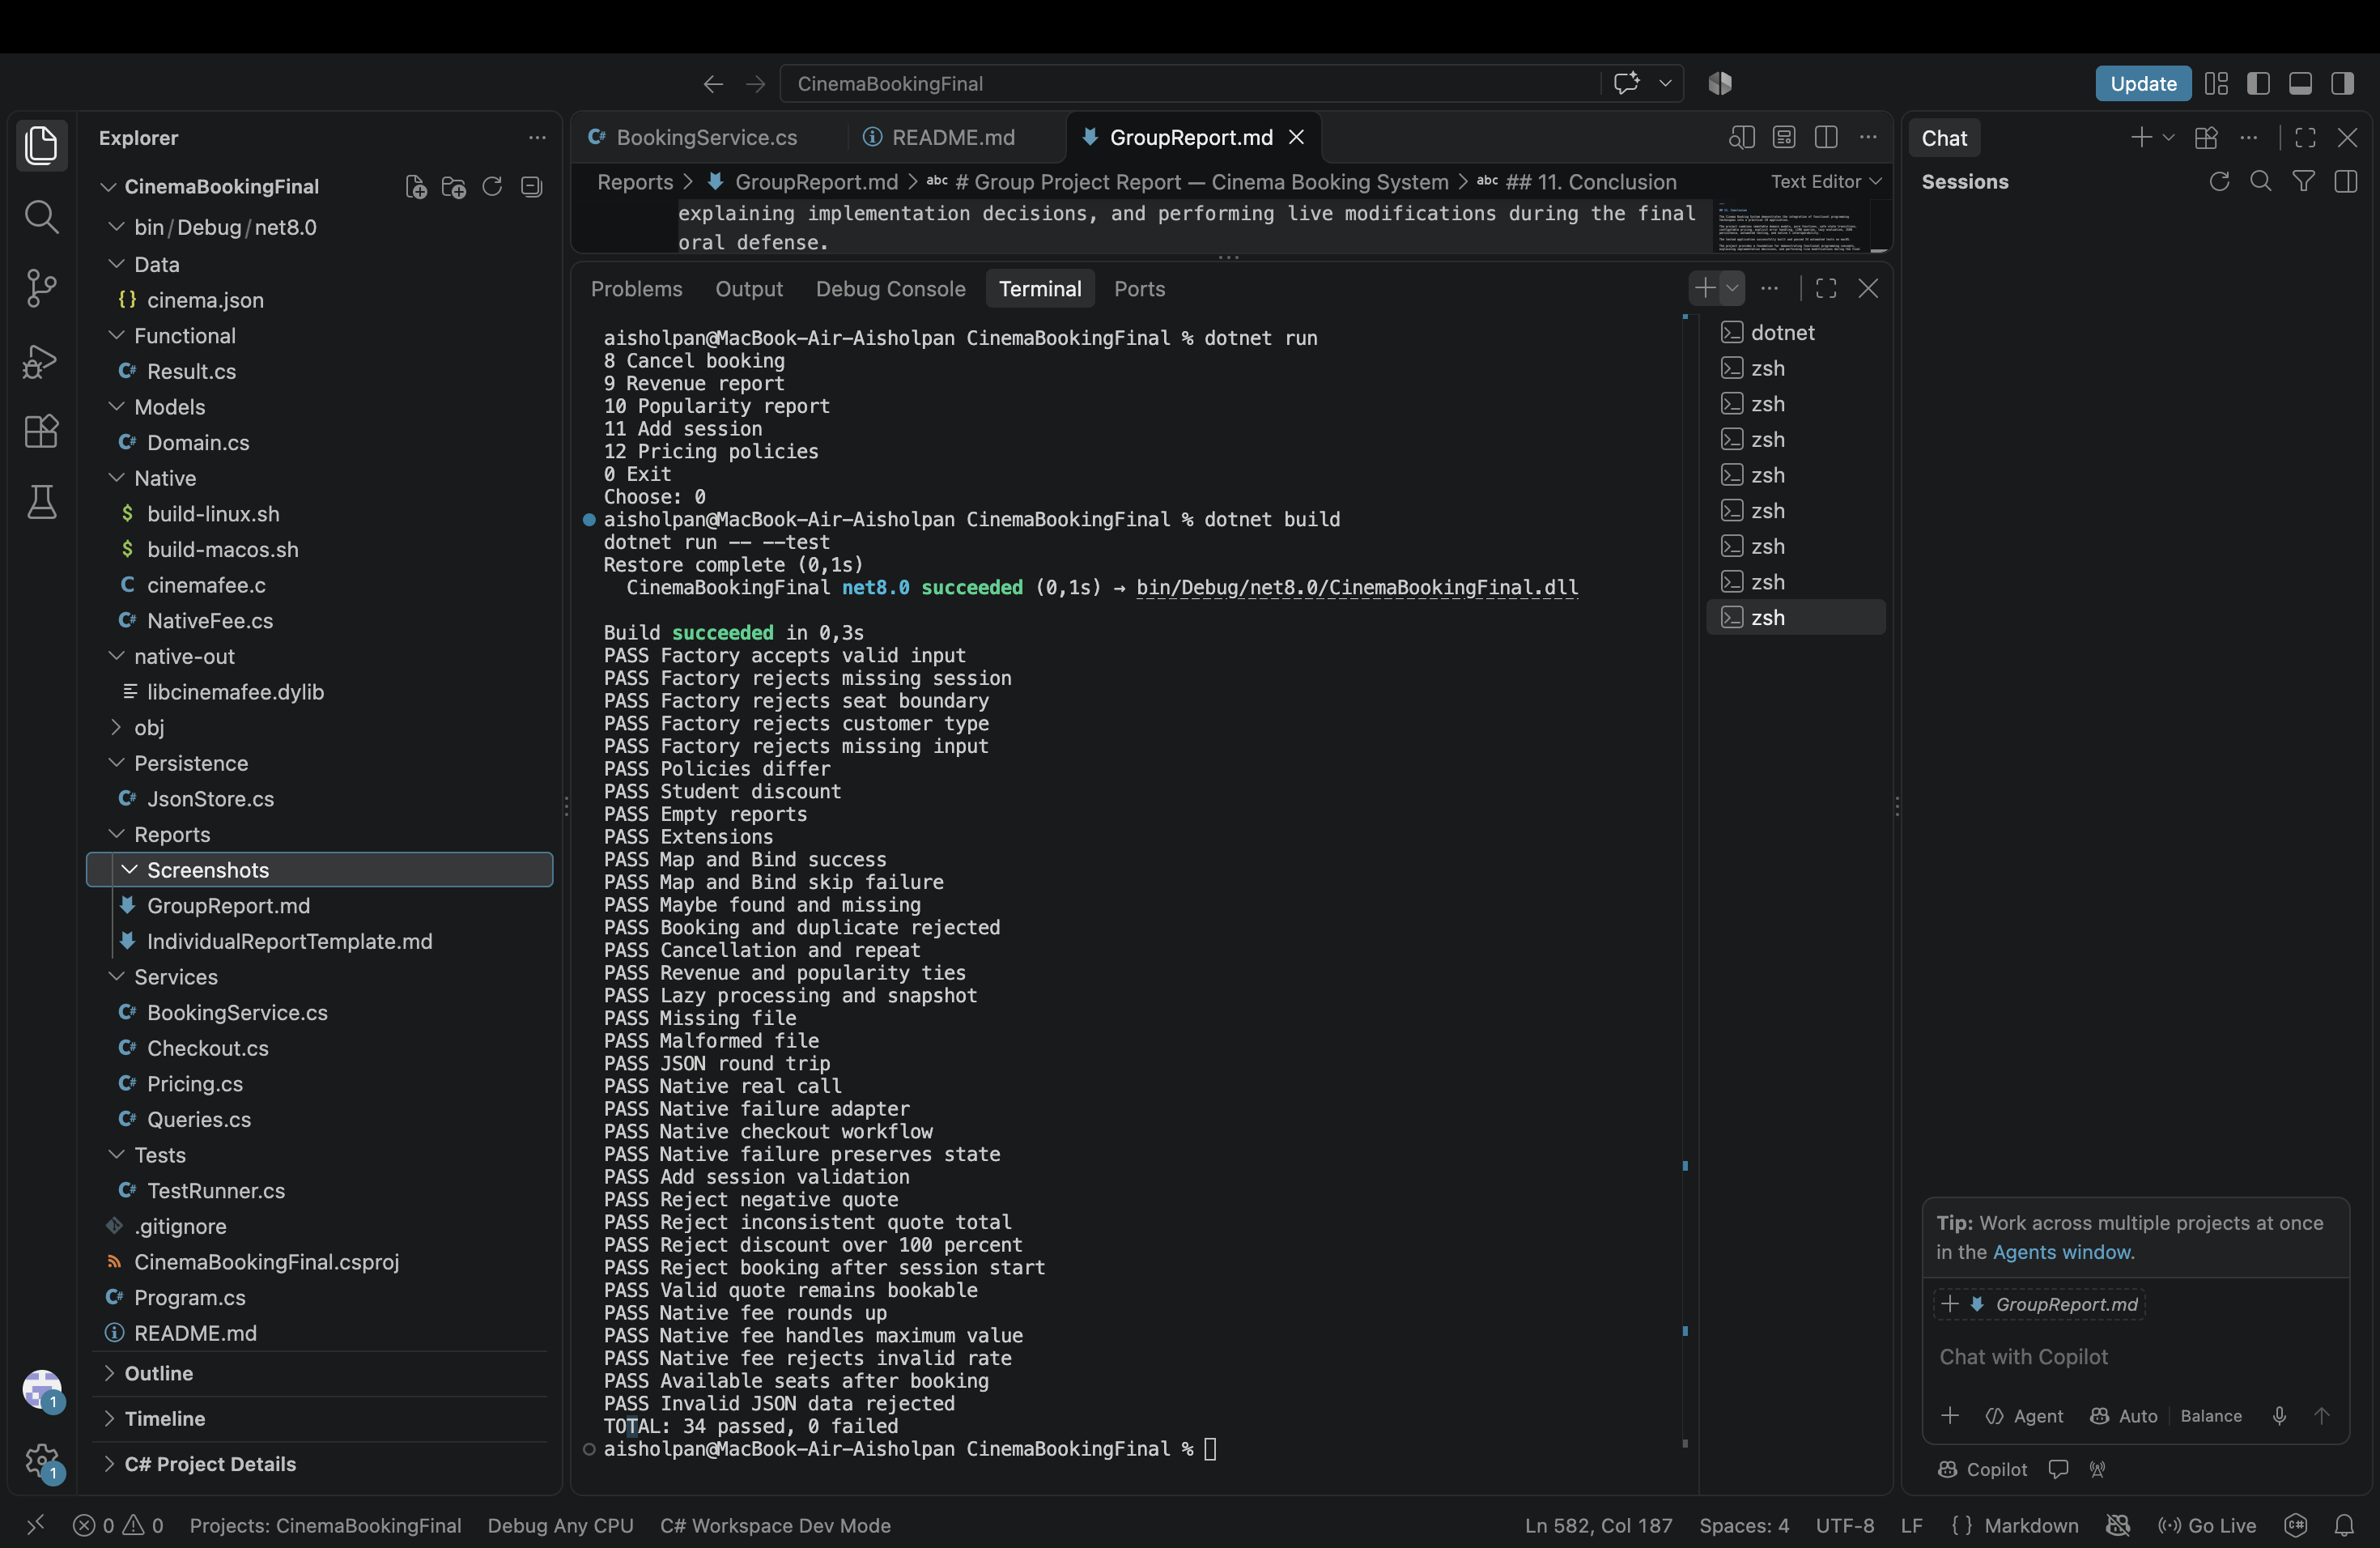 CinemaBookingFinal
Update
Explorer
CinemaBookingFinal
bin/Debug/net8.0
Data
{} cinema.json
Functional
C# Result.cs
Models
C# Domain.cs
Native
$ build-linux.sh
$ build-macos.sh
C cinemafee.c
C# NativeFee.cs
native-out
libcinemafee.dylib
obj
Persistence
C# JsonStore.cs
Reports
Screenshots
GroupReport.md
IndividualReportTemplate.md
Services
C# BookingService.cs
C# Checkout.cs
C# Pricing.cs
C# Queries.cs
Tests
C# TestRunner.cs
.gitignore
CinemaBookingFinal.csproj
C# Program.cs
README.md
Outline
Timeline
C# Project Details
1
1
C# BookingService.cs
README.md
GroupReport.md
Reports > GroupReport.md > abc # Group Project Report — Cinema Booking System > abc ## 11. Conclusion
Text Editor
explaining implementation decisions, and performing live modifications during the final
oral defense.
Problems Output Debug Console Terminal Ports
aisholpan@MacBook-Air-Aisholpan CinemaBookingFinal % dotnet run
8 Cancel booking
9 Revenue report
10 Popularity report
11 Add session
12 Pricing policies
0 Exit
Choose: 0
aisholpan@MacBook-Air-Aisholpan CinemaBookingFinal % dotnet build
dotnet run -- --test
Restore complete (0,1s)
CinemaBookingFinal net8.0 succeeded (0,1s) → bin/Debug/net8.0/CinemaBookingFinal.dll
Build succeeded in 0,3s
PASS Factory accepts valid input
PASS Factory rejects missing session
PASS Factory rejects seat boundary
PASS Factory rejects customer type
PASS Factory rejects missing input
PASS Policies differ
PASS Student discount
PASS Empty reports
PASS Extensions
PASS Map and Bind success
PASS Map and Bind skip failure
PASS Maybe found and missing
PASS Booking and duplicate rejected
PASS Cancellation and repeat
PASS Revenue and popularity ties
PASS Lazy processing and snapshot
PASS Missing file
PASS Malformed file
PASS JSON round trip
PASS Native real call
PASS Native failure adapter
PASS Native checkout workflow
PASS Native failure preserves state
PASS Add session validation
PASS Reject negative quote
PASS Reject inconsistent quote total
PASS Reject discount over 100 percent
PASS Reject booking after session start
PASS Valid quote remains bookable
PASS Native fee rounds up
PASS Native fee handles maximum value
PASS Native fee rejects invalid rate
PASS Available seats after booking
PASS Invalid JSON data rejected
TOTAL: 34 passed, 0 failed
aisholpan@MacBook-Air-Aisholpan CinemaBookingFinal %
dotnet
zsh
zsh
zsh
zsh
zsh
zsh
zsh
zsh
Chat
Sessions
Tip: Work across multiple projects at once
in the Agents window.
GroupReport.md
Chat with Copilot
Agent Auto Balance
Copilot
0 0 Projects: CinemaBookingFinal Debug Any CPU C# Workspace Dev Mode
Ln 582, Col 187 Spaces: 4 UTF-8 LF {} Markdown Go Live